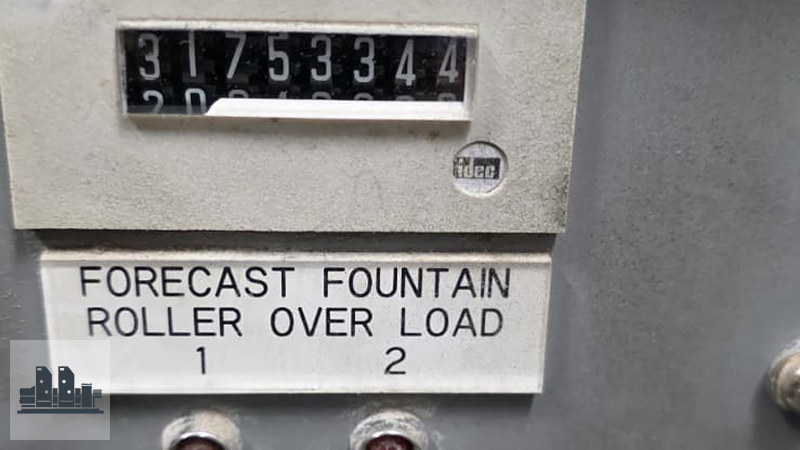 31753344
idec
FORECAST FOUNTAIN
ROLLER OVER LOAD
1 2